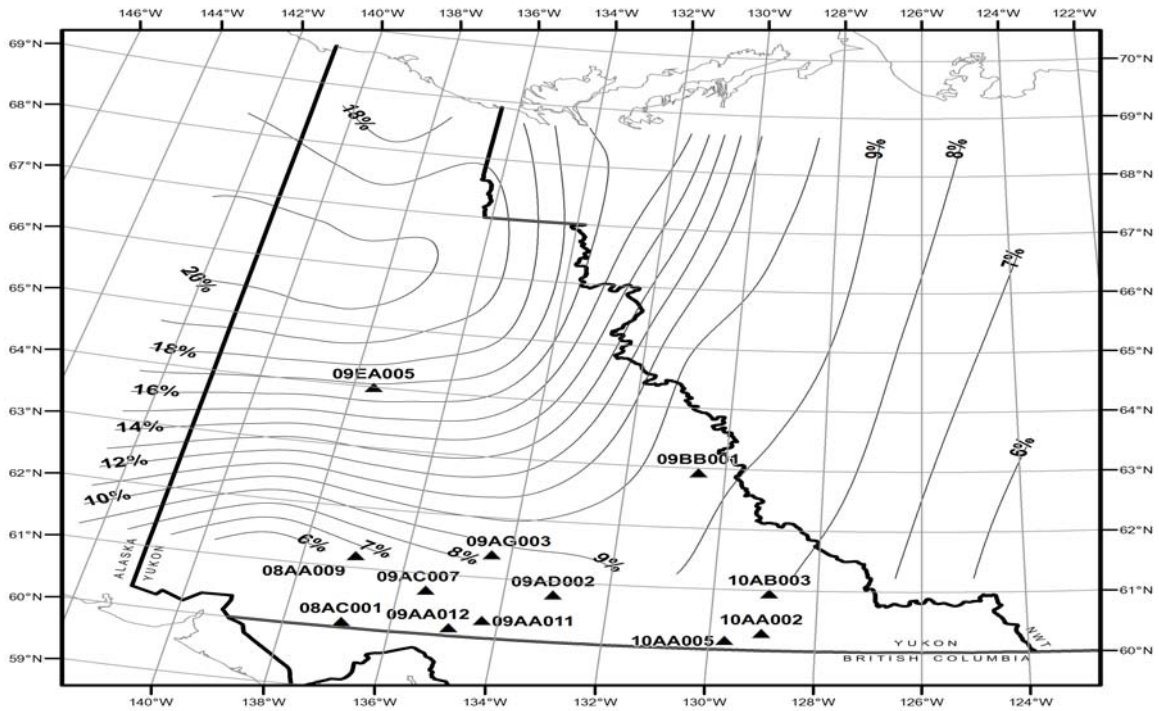 146°W 142°W 140°W 138°W 136°W 134°W 132°W 130°W 128°W 126°W 124°W 122°W
69°N
70°N
68°N
18%
69°N
9%
8%
67°N
68°N
66°N
67°N
20%
7%
65°N
66°N
64°N
18%
65°N
09EA005
63°N
16%
64°N
14%
6%
62°N
12%
09BB001
63°N
10%
61°N
62°N
ALASKA
YUKON
6%
7%
8%
09AG003
9%
08AA009
09AC007
09AD002
10AB003
61°N
60°N
08AC001
09AA012
09AA011
10AA002
10AA005
YUKON
NWT
59°N
BRITISH COLUMBIA
60°N
140°W 138°W 136°W 134°W 132°W 130°W 128°W 126°W 124°W